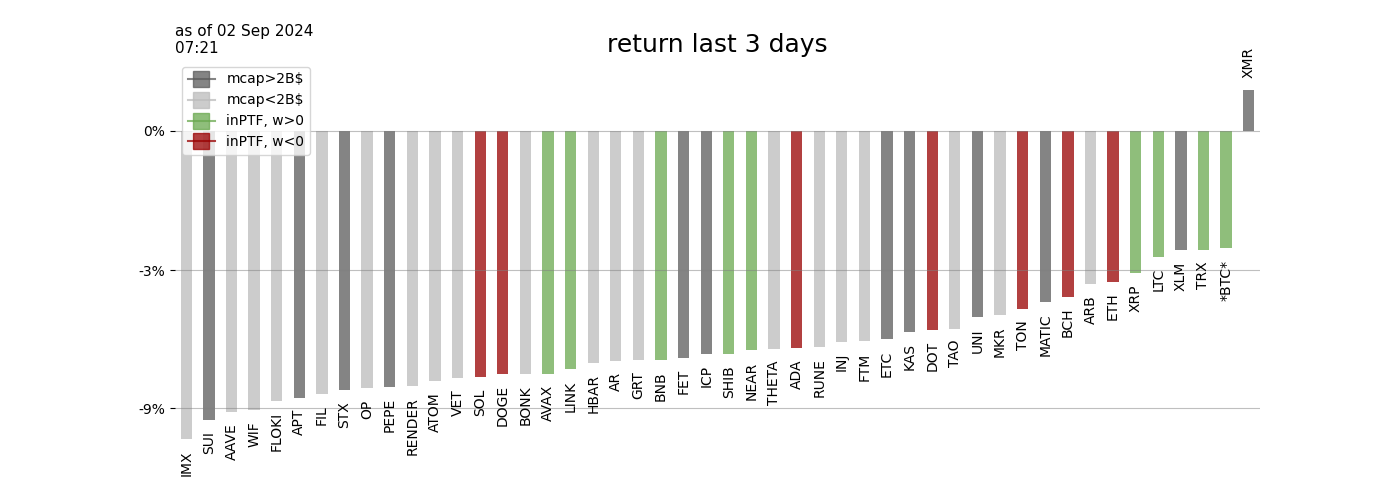 as of 02 Sep 2024
07:21
return last 3 days
mcap>2B$
mcap<2B$
inPTF, w>0
inPTF, w<0
0%
-3%
-9%
IMX
SUI
AAVE
WIF
FLOKI
APT
FIL
STX
OP
PEPE
RENDER
ATOM
VET
SOL
DOGE
BONK
AVAX
LINK
HBAR
AR
GRT
BNB
FET
ICP
SHIB
NEAR
THETA
ADA
RUNE
INJ
FTM
ETC
KAS
DOT
TAO
UNI
MKR
TON
MATIC
BCH
ARB
ETH
XRP
LTC
XLM
TRX
*BTC*
XMR